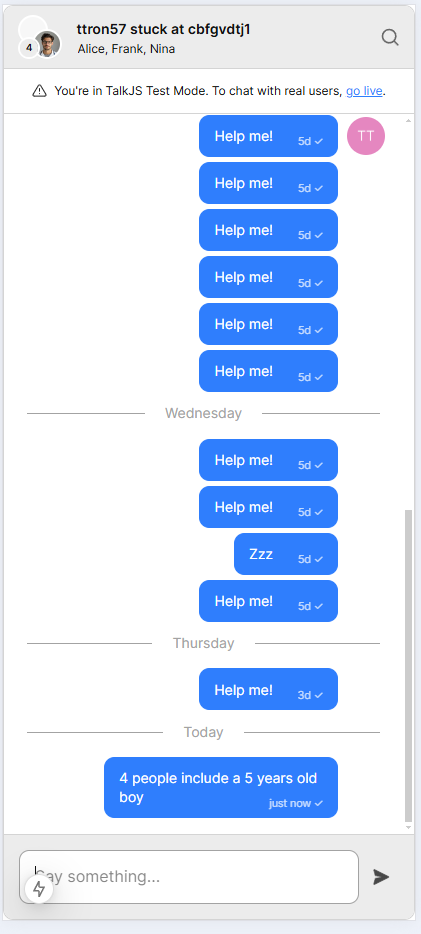 ttron57 stuck at cbfgvdtj1
4
Alice, Frank, Nina
You're in TalkJS Test Mode. To chat with real users, go live.
Help me! 5d
TT
Help me! 5d
Help me! 5d
Help me! 5d
Help me! 5d
Help me! 5d
Wednesday
Help me! 5d
Help me! 5d
Zzz 5d
Help me! 5d
Thursday
Help me! 3d
Today
4 people include a 5 years old
boy
just now
Say something...